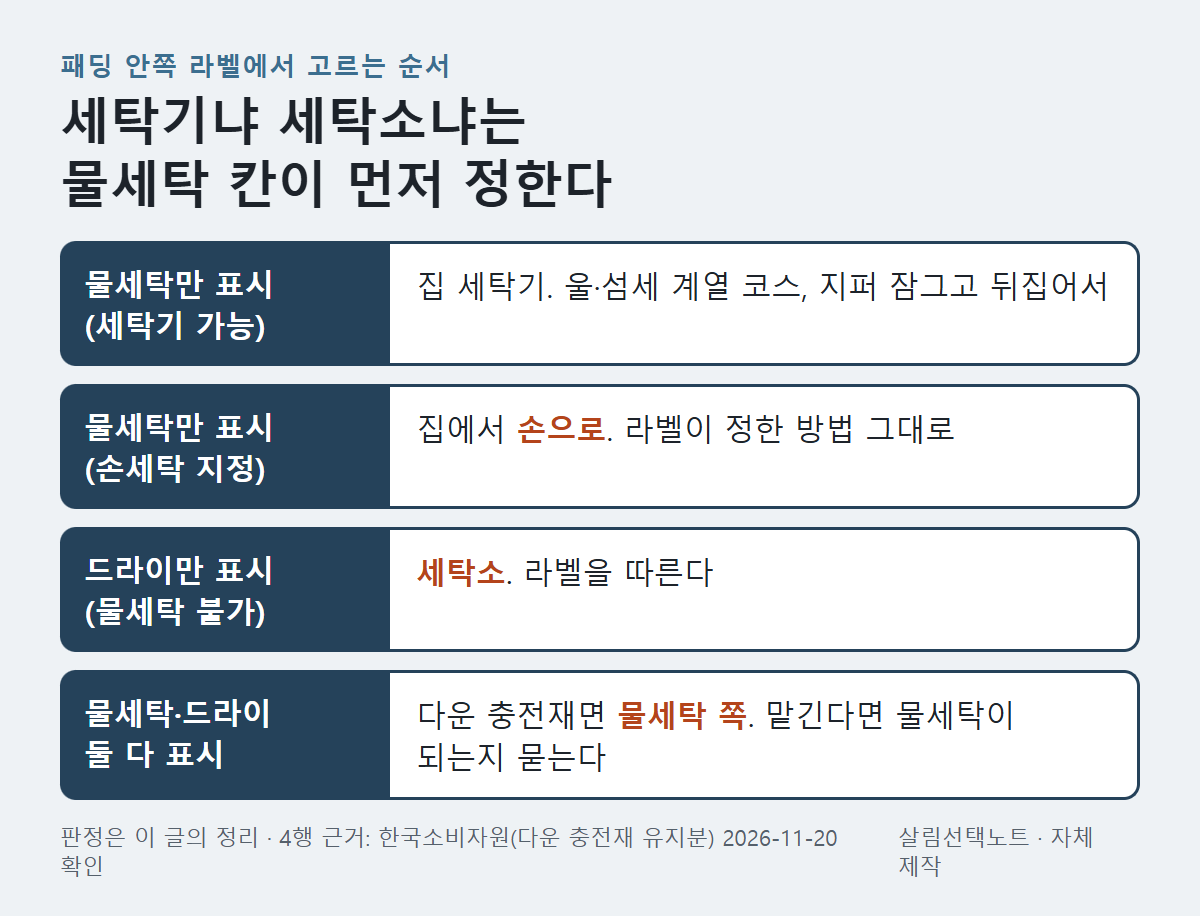 패딩 안쪽 라벨에서 고르는 순서
세탁기냐 세탁소냐는
물세탁 칸이 먼저 정한다
물세탁만 표시
(세탁기 가능)
집 세탁기. 울·섬세 계열 코스, 지퍼 잠그고 뒤집어서
물세탁만 표시
(손세탁 지정)
집에서 손으로. 라벨이 정한 방법 그대로
드라이만 표시
(물세탁 불가)
세탁소. 라벨을 따른다
물세탁·드라이
둘 다 표시
다운 충전재면 물세탁 쪽. 맡긴다면 물세탁이
되는지 묻는다
판정은 이 글의 정리 · 4행 근거: 한국소비자원(다운 충전재 유지분) 2026-11-20
확인
살림선택노트 · 자체
제작